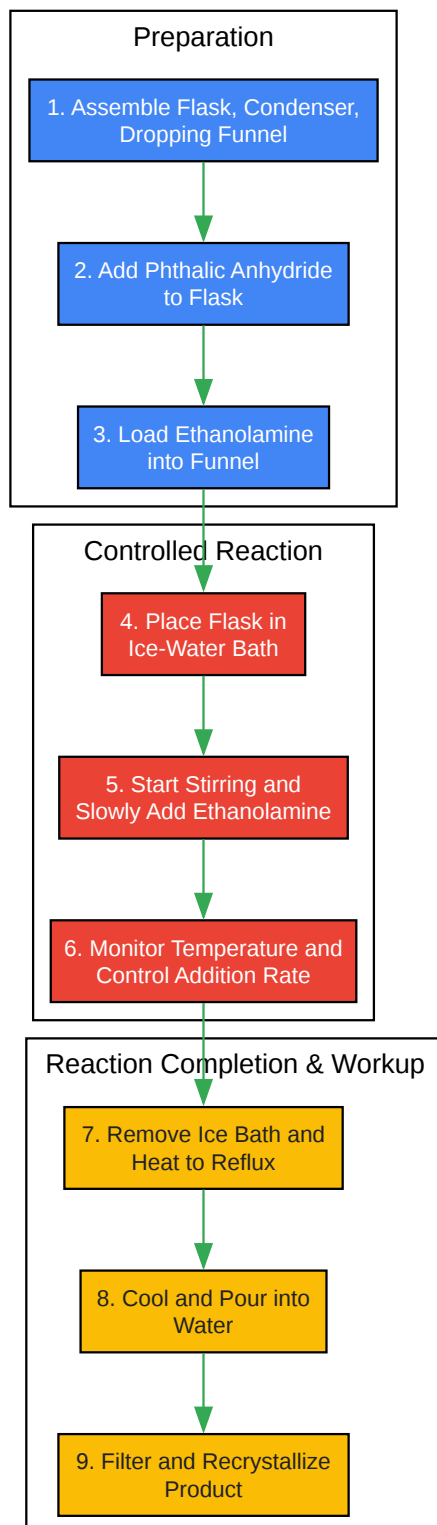 Preparation
1. Assemble Flask, Condenser,
Dropping Funnel
2. Add Phthalic Anhydride
to Flask
3. Load Ethanolamine
into Funnel
Controlled Reaction
4. Place Flask in
Ice-Water Bath
5. Start Stirring and
Slowly Add Ethanolamine
6. Monitor Temperature and
Control Addition Rate
Reaction Completion & Workup
7. Remove Ice Bath and
Heat to Reflux
8. Cool and Pour into
Water
9. Filter and Recrystallize
Product